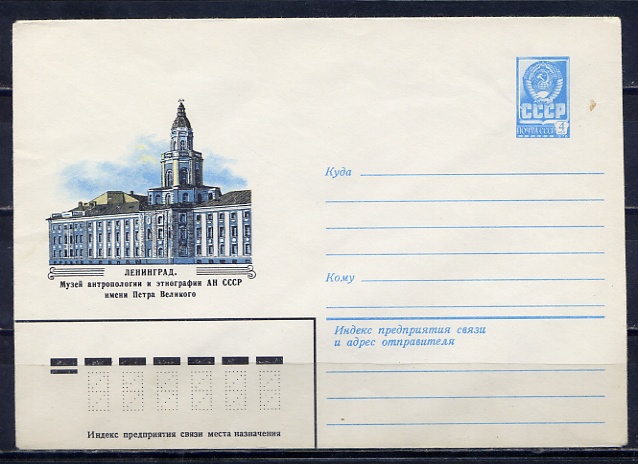 СССР
ПОЧТА СССР 4
Куда
ЛЕНИНГРАД.
Музей антропологии и этнографии АН СССР
имени Петра Великого
Кому
Индекс предприятия связи
и адрес отправителя
Индекс предприятия связи места назначения